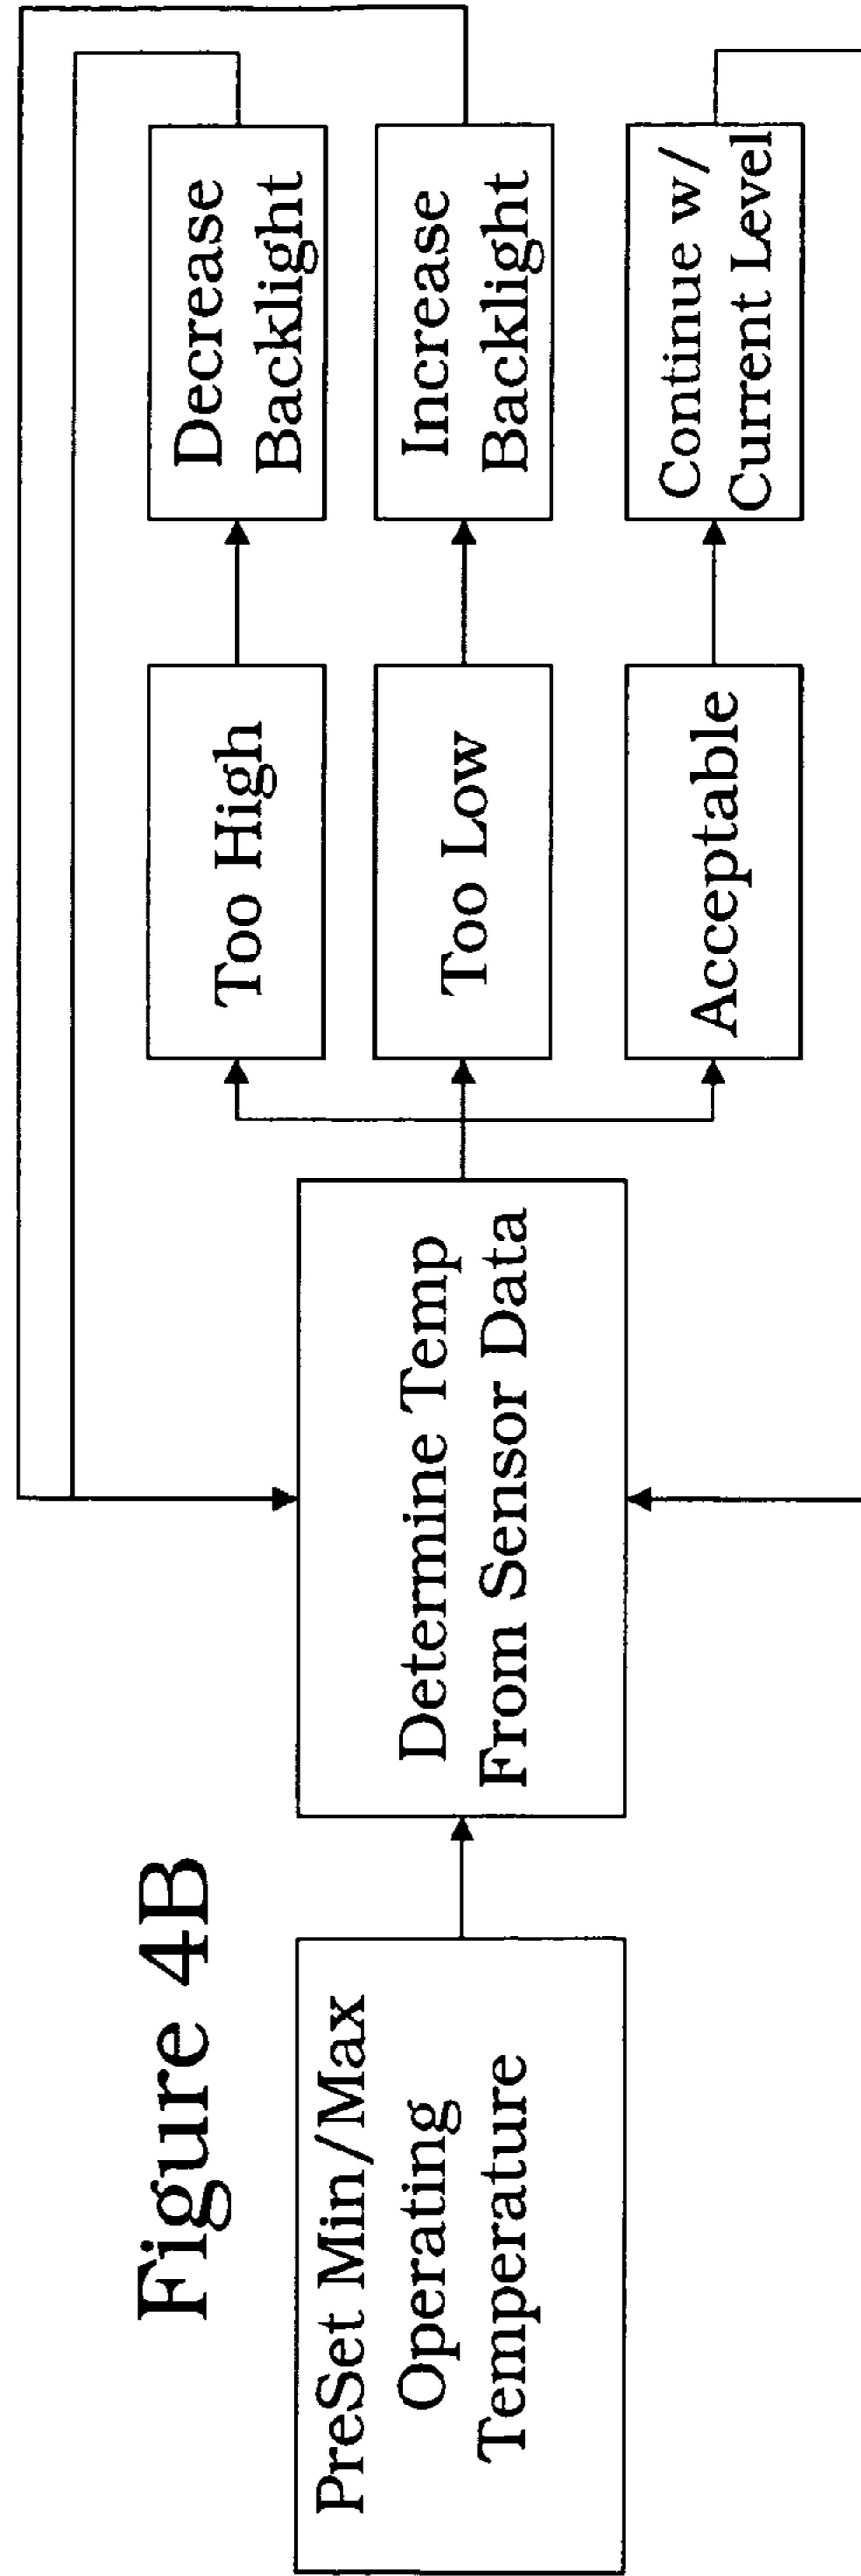 Figure 4B
PreSet Min/Max
Operating
Temperature
Determine Temp
From Sensor Data
Too High
Decrease
Backlight
Too Low
Increase
Backlight
Acceptable
Continue w/
Current Level